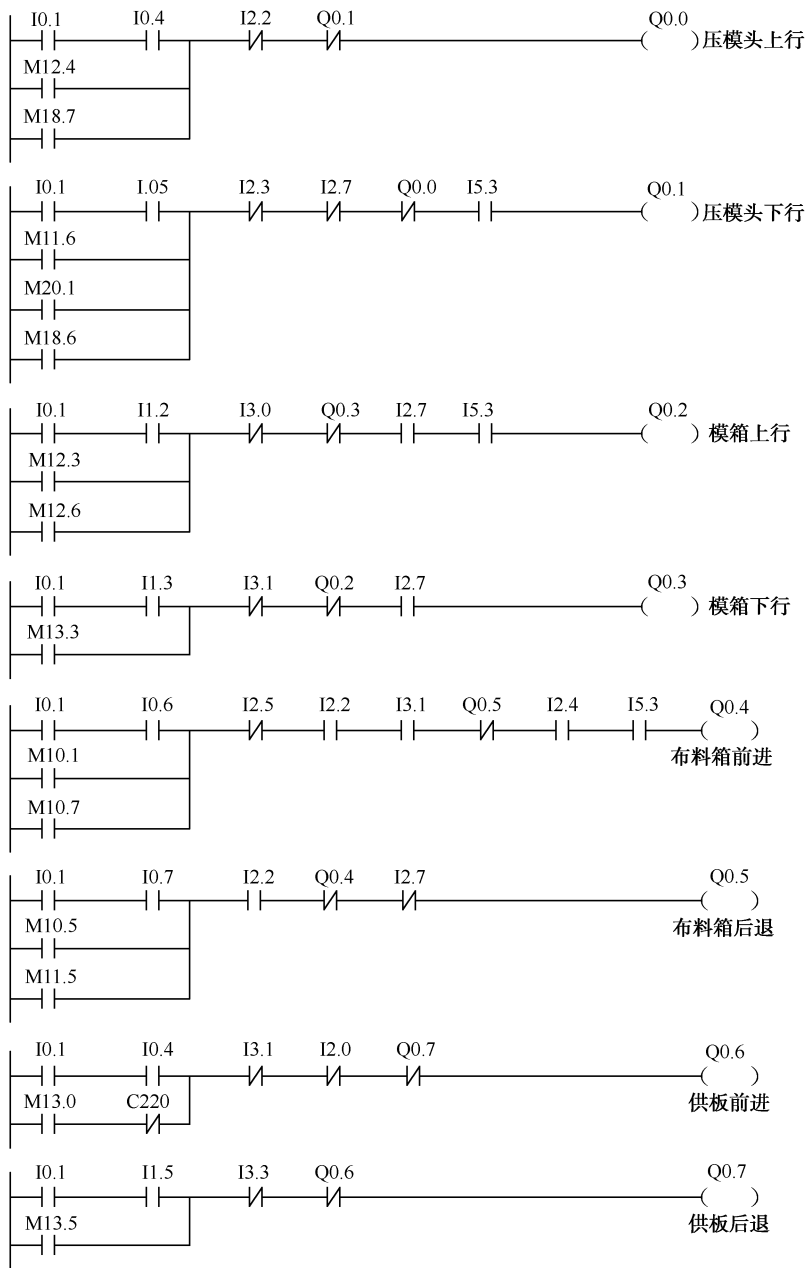 I0.1 I0.4 I2.2 Q0.1 Q0.0
压模头上行
M12.4
M18.7
I0.1 I.05 I2.3 I2.7 Q0.0 I5.3 Q0.1
压模头下行
M11.6
M20.1
M18.6
I0.1 I1.2 I3.0 Q0.3 I2.7 I5.3 Q0.2
模箱上行
M12.3
M12.6
I0.1 I1.3 I3.1 Q0.2 I2.7 Q0.3
模箱下行
M13.3
I0.1 I0.6 I2.5 I2.2 I3.1 Q0.5 I2.4 I5.3 Q0.4
布料箱前进
M10.1
M10.7
I0.1 I0.7 I2.2 Q0.4 I2.7 Q0.5
布料箱后退
M10.5
M11.5
I0.1 I0.4 I3.1 I2.0 Q0.7 Q0.6
M13.0 C220 供板前进
I0.1 I1.5 I3.3 Q0.6 Q0.7
M13.5 供板后退